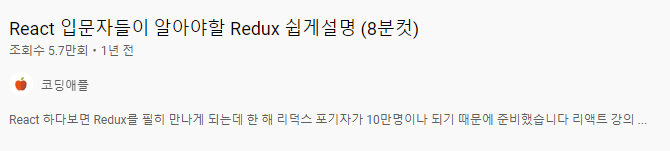 React 입문자들이 알아야할 Redux 쉽게설명 (8분컷)
조회수 5.7만회 • 1년 전
코딩애플
React 하다보면 Redux를 필히 만나게 되는데 한 해 리덕스 포기자가 10만명이나 되기 때문에 준비했습니다 리액트 강의 ...